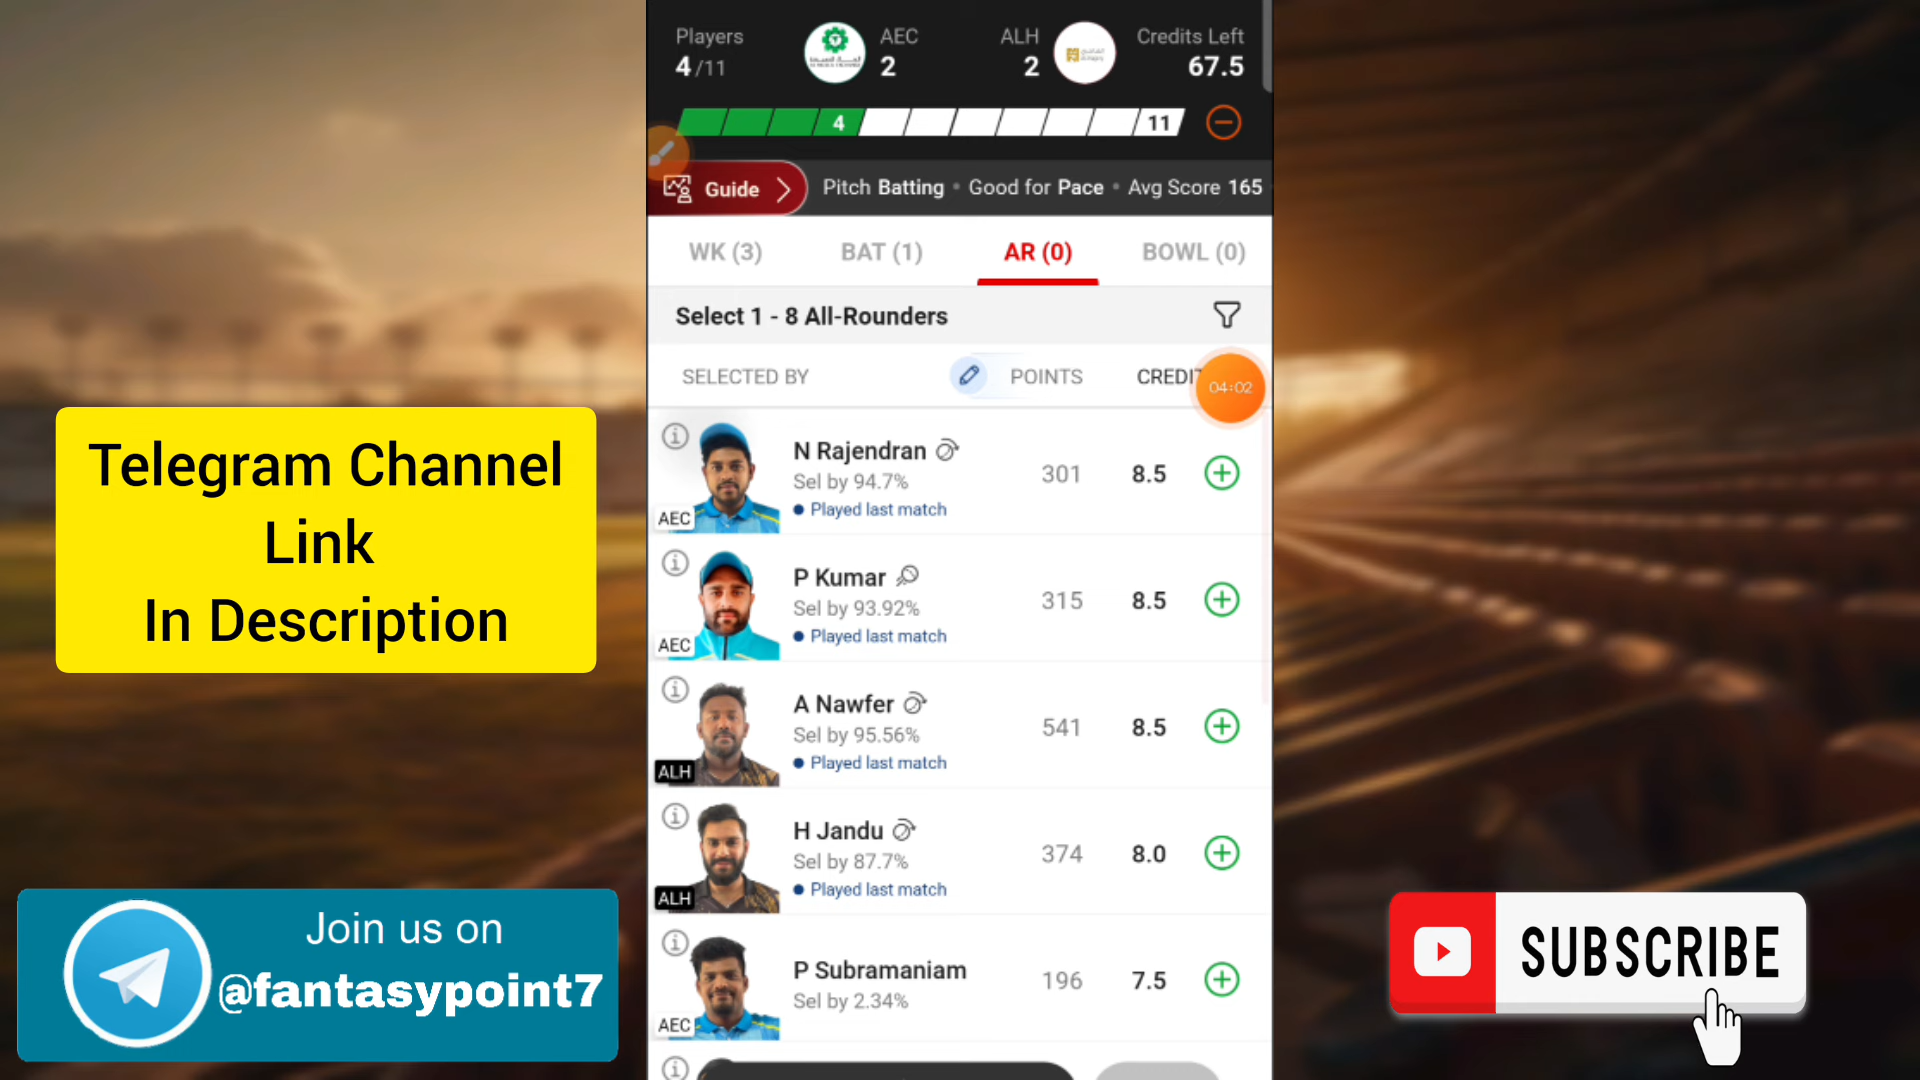 Players
4/11
AEC
2
ALH
2
Credits Left
67.5
4
11
Guide
Pitch Batting • Good for Pace • Avg Score 165
WK (3)
BAT (1)
AR (0)
BOWL (0)
Select 1 - 8 All-Rounders
SELECTED BY
POINTS
04:02
N Rajendran
Sel by 94.7%
Played last match
AEC
301
8.5
P Kumar
Sel by 93.92%
Played last match
AEC
315
8.5
A Nawfer
Sel by 95.56%
Played last match
ALH
541
8.5
H Jandu
Sel by 87.7%
Played last match
ALH
374
8.0
P Subramaniam
Sel by 2.34%
AEC
196
7.5
Telegram Channel
Link
In Description
Join us on
@fantasypoint7
SUBSCRIBE